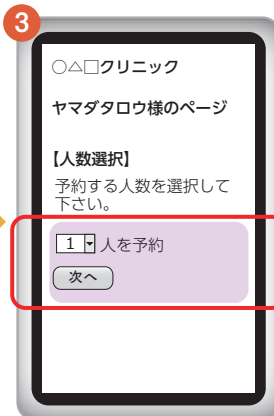 3
○△□クリニック
ヤマダタロウ様のページ
【人数選択】
予約する人数を選択して
下さい。
1 人を予約
次へ